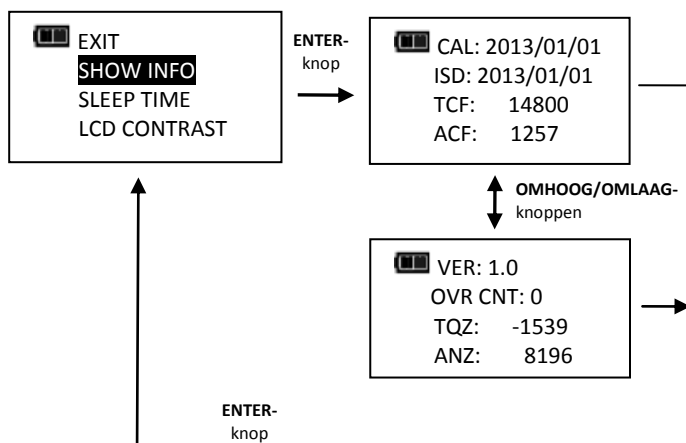 EXIT
SHOW INFO
SLEEP TIME
LCD CONTRAST
ENTER-
knop
CAL: 2013/01/01
ISD: 2013/01/01
TCF: 14800
ACF: 1257
OMHOOG/OMLAAG-
knoppen
VER: 1.0
OVR CNT: 0
TQZ: -1539
ANZ: 8196
ENTER-
knop